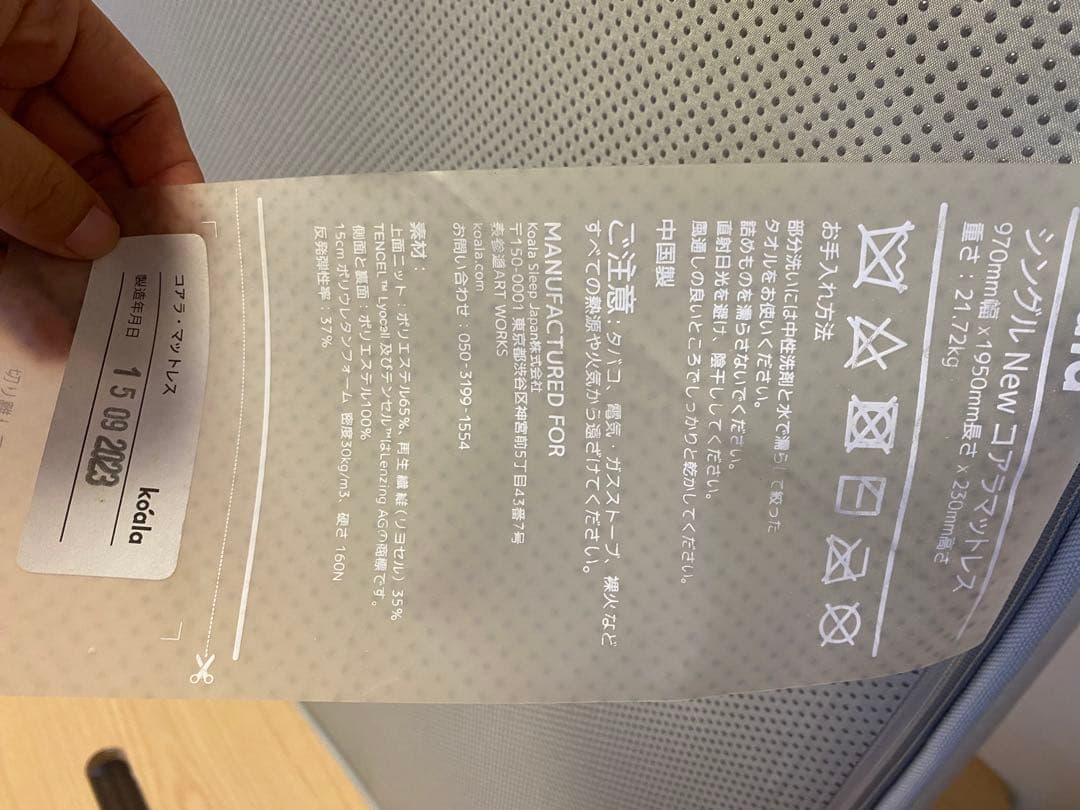 シングル New コアラマットレス
970mm幅 x 1950mm長さ x 230mm高さ
重さ：21.72kg
お手入れ方法
部分洗いには中性洗剤と水で濡らして絞った
タオルをお使いください。
詰めものを濡らさないでください。
直射日光を避け、陰干ししてください。
風通しの良いところでしっかりと乾かしてください。
中国製
ご注意：タバコ、電気・ガスストーブ、裸火など
すべての熱源や火気から遠ざけてください。
MANUFACTURED FOR
Koala Sleep Japan株式会社
〒150-0001 東京都渋谷区神宮前5丁目43番7号
表参道ART WORKS
koala.com
お問い合わせ：050-3199-1554
素材：
上面ニット：ポリエステル65%、再生繊維（リヨセル）35%
TENCEL™ Lyocell 及びテンセル™はLenzing AGの商標です。
側面と裏面：ポリエステル100%
15cm ポリウレタンフォーム 密度30kg/m3 硬さ 160N
反発弾性率：37%
コアラ・マットレス
koala
製造年月日 15 09 2023
切り離し